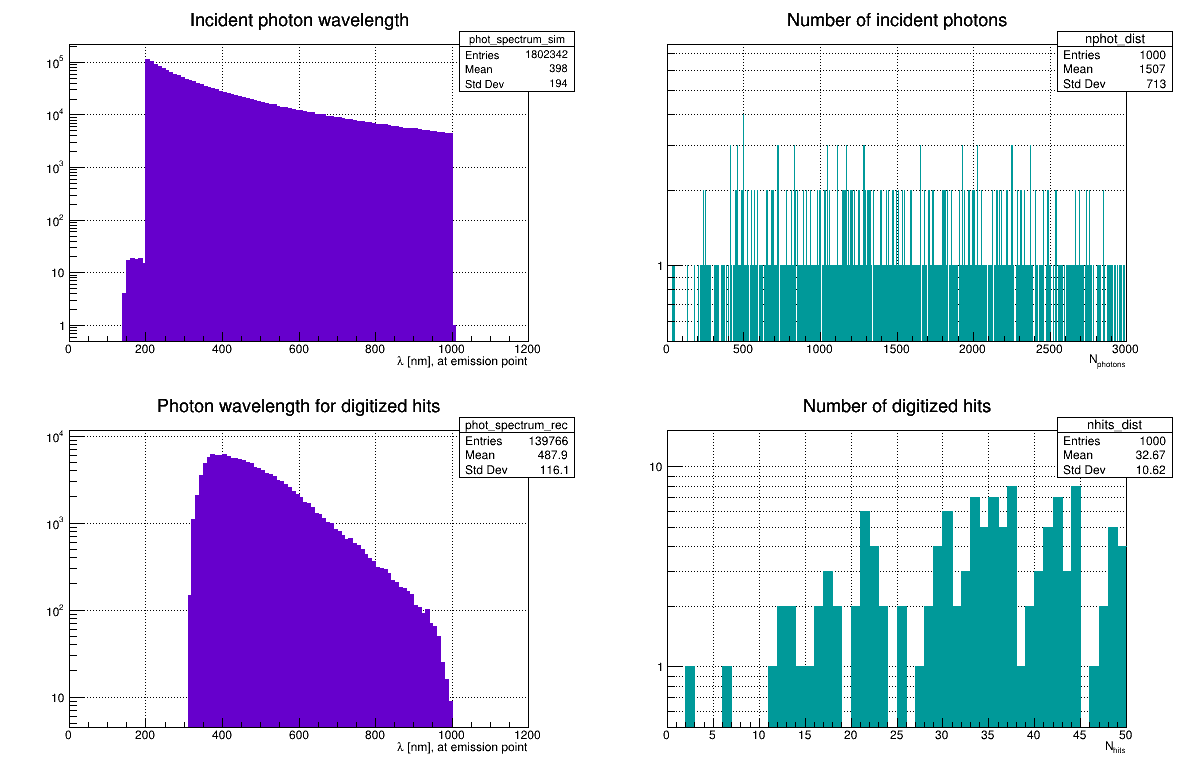 Incident photon wavelength
phot_spectrum_sim
Entries 1802342
Mean 398
Std Dev 194
10^5
10^4
10^3
10^2
10
1
0 200 400 600 800 1000 1200
λ [nm], at emission point
Number of incident photons
nphot_dist
Entries 1000
Mean 1507
Std Dev 713
1
0 500 1000 1500 2000 2500 3000
N_photons
Photon wavelength for digitized hits
phot_spectrum_rec
Entries 139766
Mean 487.9
Std Dev 116.1
10^4
10^3
10^2
10
0 200 400 600 800 1000 1200
λ [nm], at emission point
Number of digitized hits
nhits_dist
Entries 1000
Mean 32.67
Std Dev 10.62
10
1
0 5 10 15 20 25 30 35 40 45 50
N_hits